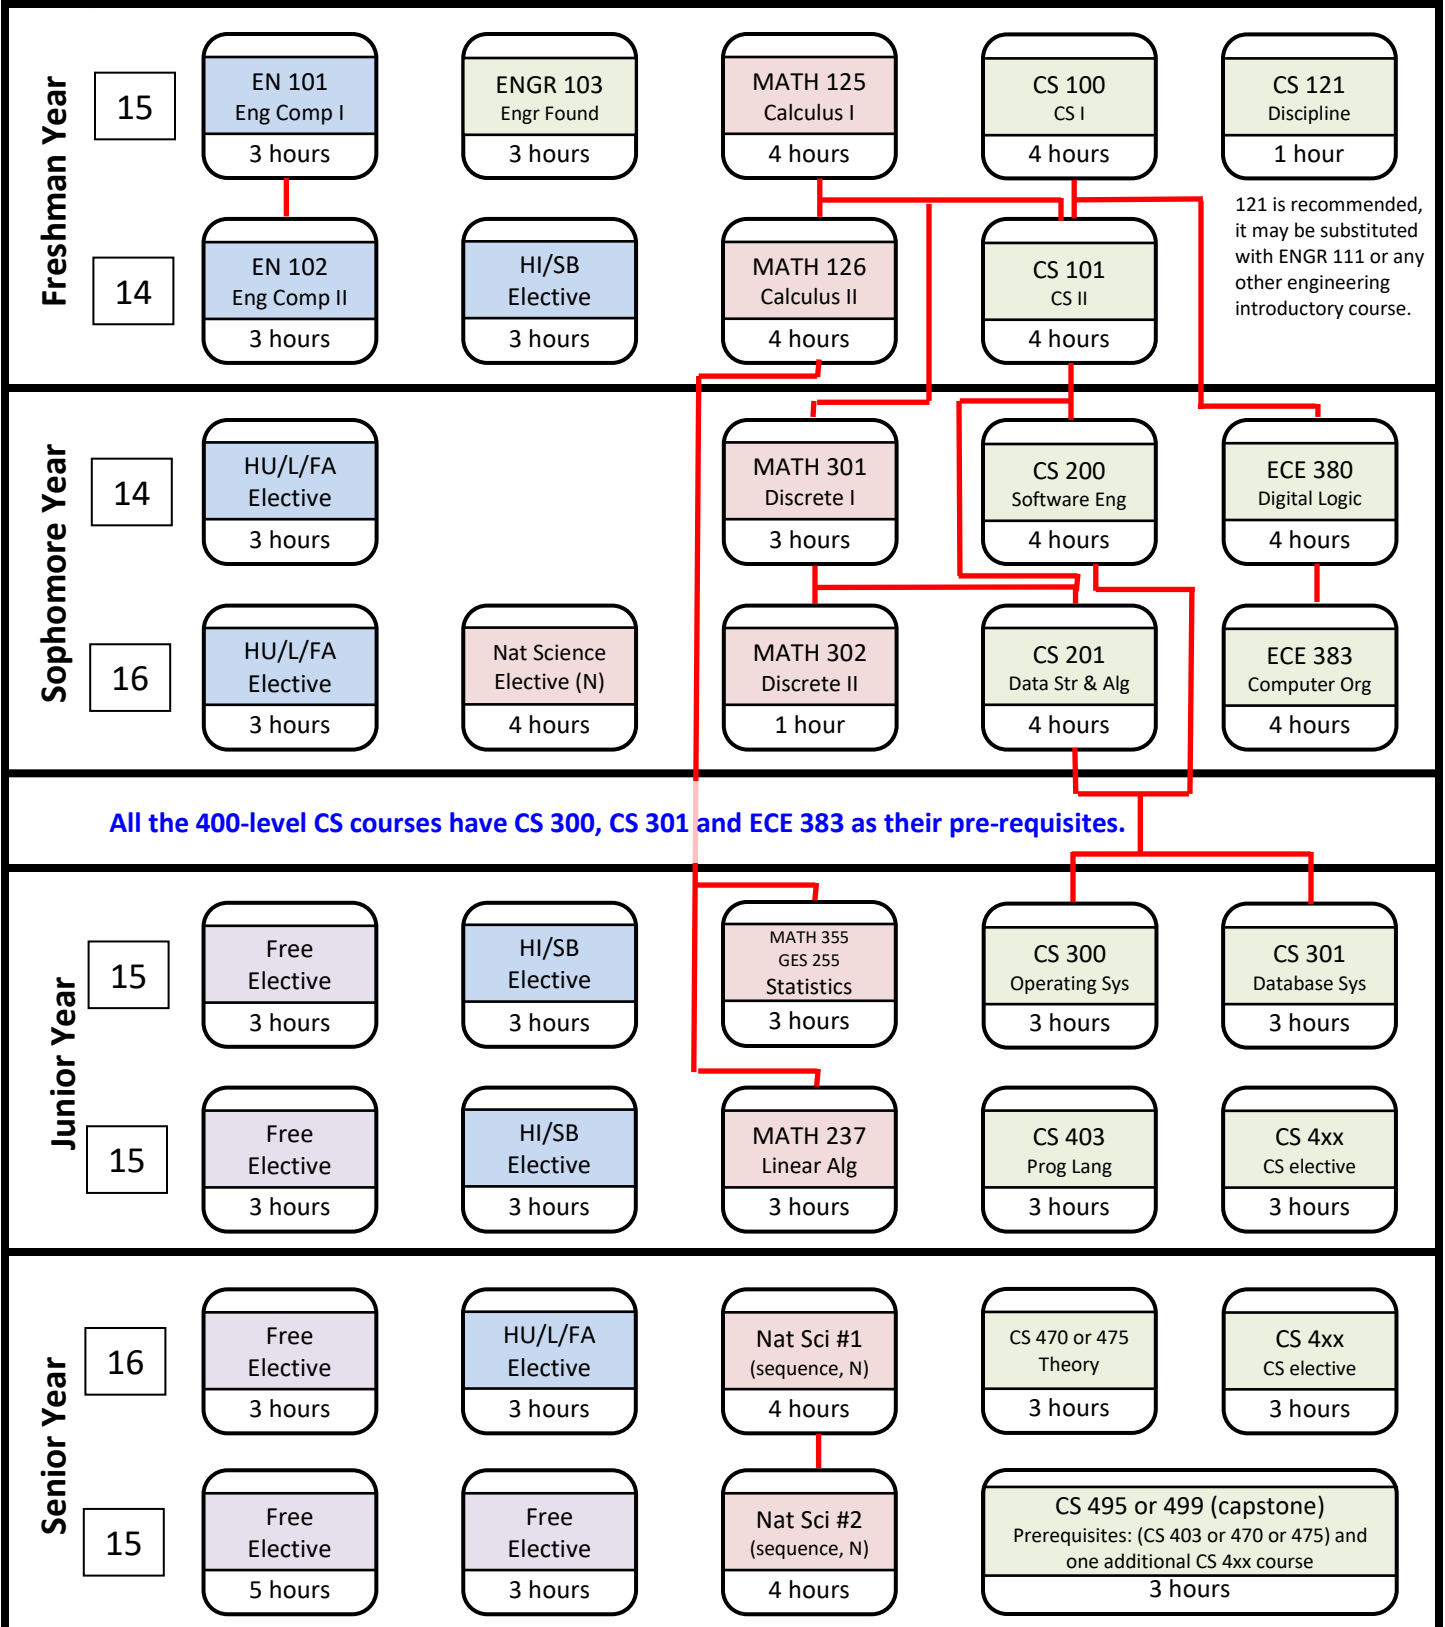 Freshman Year
15
EN 101
Eng Comp I
3 hours
ENGR 103
Engr Found
3 hours
MATH 125
Calculus I
4 hours
CS 100
CS I
4 hours
CS 121
Discipline
1 hour
121 is recommended,
it may be substituted
with ENGR 111 or any
other engineering
introductory course.
14
EN 102
Eng Comp II
3 hours
HI/SB
Elective
3 hours
MATH 126
Calculus II
4 hours
CS 101
CS II
4 hours
Sophomore Year
14
HU/L/FA
Elective
3 hours
MATH 301
Discrete I
3 hours
CS 200
Software Eng
4 hours
ECE 380
Digital Logic
4 hours
16
HU/L/FA
Elective
3 hours
Nat Science
Elective (N)
4 hours
MATH 302
Discrete II
1 hour
CS 201
Data Str & Alg
4 hours
ECE 383
Computer Org
4 hours
All the 400-level CS courses have CS 300, CS 301 and ECE 383 as their pre-requisites.
Junior Year
15
Free
Elective
3 hours
HI/SB
Elective
3 hours
MATH 355
GES 255
Statistics
3 hours
CS 300
Operating Sys
3 hours
CS 301
Database Sys
3 hours
15
Free
Elective
3 hours
HI/SB
Elective
3 hours
MATH 237
Linear Alg
3 hours
CS 403
Prog Lang
3 hours
CS 4xx
CS elective
3 hours
Senior Year
16
Free
Elective
3 hours
HU/L/FA
Elective
3 hours
Nat Sci #1
(sequence, N)
4 hours
CS 470 or 475
Theory
3 hours
CS 4xx
CS elective
3 hours
15
Free
Elective
5 hours
Free
Elective
3 hours
Nat Sci #2
(sequence, N)
4 hours
CS 495 or 499 (capstone)
Prerequisites: (CS 403 or 470 or 475) and
one additional CS 4xx course
3 hours